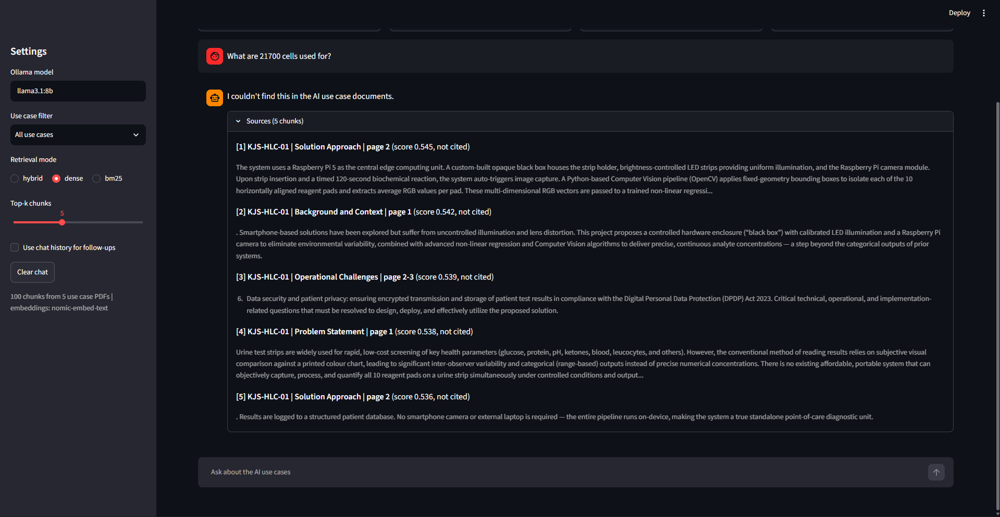 Deploy
Settings
Ollama model
llama3.1:8b
Use case filter
All use cases
Retrieval mode
hybrid
dense
bm25
Top-k chunks
5
Use chat history for follow-ups
Clear chat
100 chunks from 5 use case PDFs |
embeddings: nomic-embed-text
What are 21700 cells used for?
I couldn't find this in the AI use case documents.
Sources (5 chunks)
[1] KJS-HLC-01 | Solution Approach | page 2 (score 0.545, not cited)
The system uses a Raspberry Pi 5 as the central edge computing unit. A custom-built opaque black box houses the strip holder, brightness-controlled LED strips providing uniform illumination, and the Raspberry Pi camera module.
Upon strip insertion and a timed 120-second biochemical reaction, the system auto-triggers image capture. A Python-based Computer Vision pipeline (OpenCV) applies fixed-geometry bounding boxes to isolate each of the 10
horizontally aligned reagent pads and extracts average RGB values per pad. These multi-dimensional RGB vectors are passed to a trained non-linear regressi...
[2] KJS-HLC-01 | Background and Context | page 1 (score 0.542, not cited)
. Smartphone-based solutions have been explored but suffer from uncontrolled illumination and lens distortion. This project proposes a controlled hardware enclosure (“black box”) with calibrated LED illumination and a Raspberry Pi
camera to eliminate environmental variability, combined with advanced non-linear regression and Computer Vision algorithms to deliver precise, continuous analyte concentrations — a step beyond the categorical outputs of prior
systems.
[3] KJS-HLC-01 | Operational Challenges | page 2-3 (score 0.539, not cited)
6. Data security and patient privacy: ensuring encrypted transmission and storage of patient test results in compliance with the Digital Personal Data Protection (DPDP) Act 2023. Critical technical, operational, and implementation-
related questions that must be resolved to design, deploy, and effectively utilize the proposed solution.
[4] KJS-HLC-01 | Problem Statement | page 1 (score 0.538, not cited)
Urine test strips are widely used for rapid, low-cost screening of key health parameters (glucose, protein, pH, ketones, blood, leucocytes, and others). However, the conventional method of reading results relies on subjective visual
comparison against a printed colour chart, leading to significant inter-observer variability and categorical (range-based) outputs instead of precise numerical concentrations. There is no existing affordable, portable system that can
objectively capture, process, and quantify all 10 reagent pads on a urine strip simultaneously under controlled conditions and output...
[5] KJS-HLC-01 | Solution Approach | page 2 (score 0.536, not cited)
. Results are logged to a structured patient database. No smartphone camera or external laptop is required — the entire pipeline runs on-device, making the system a true standalone point-of-care diagnostic unit.
Ask about the AI use cases